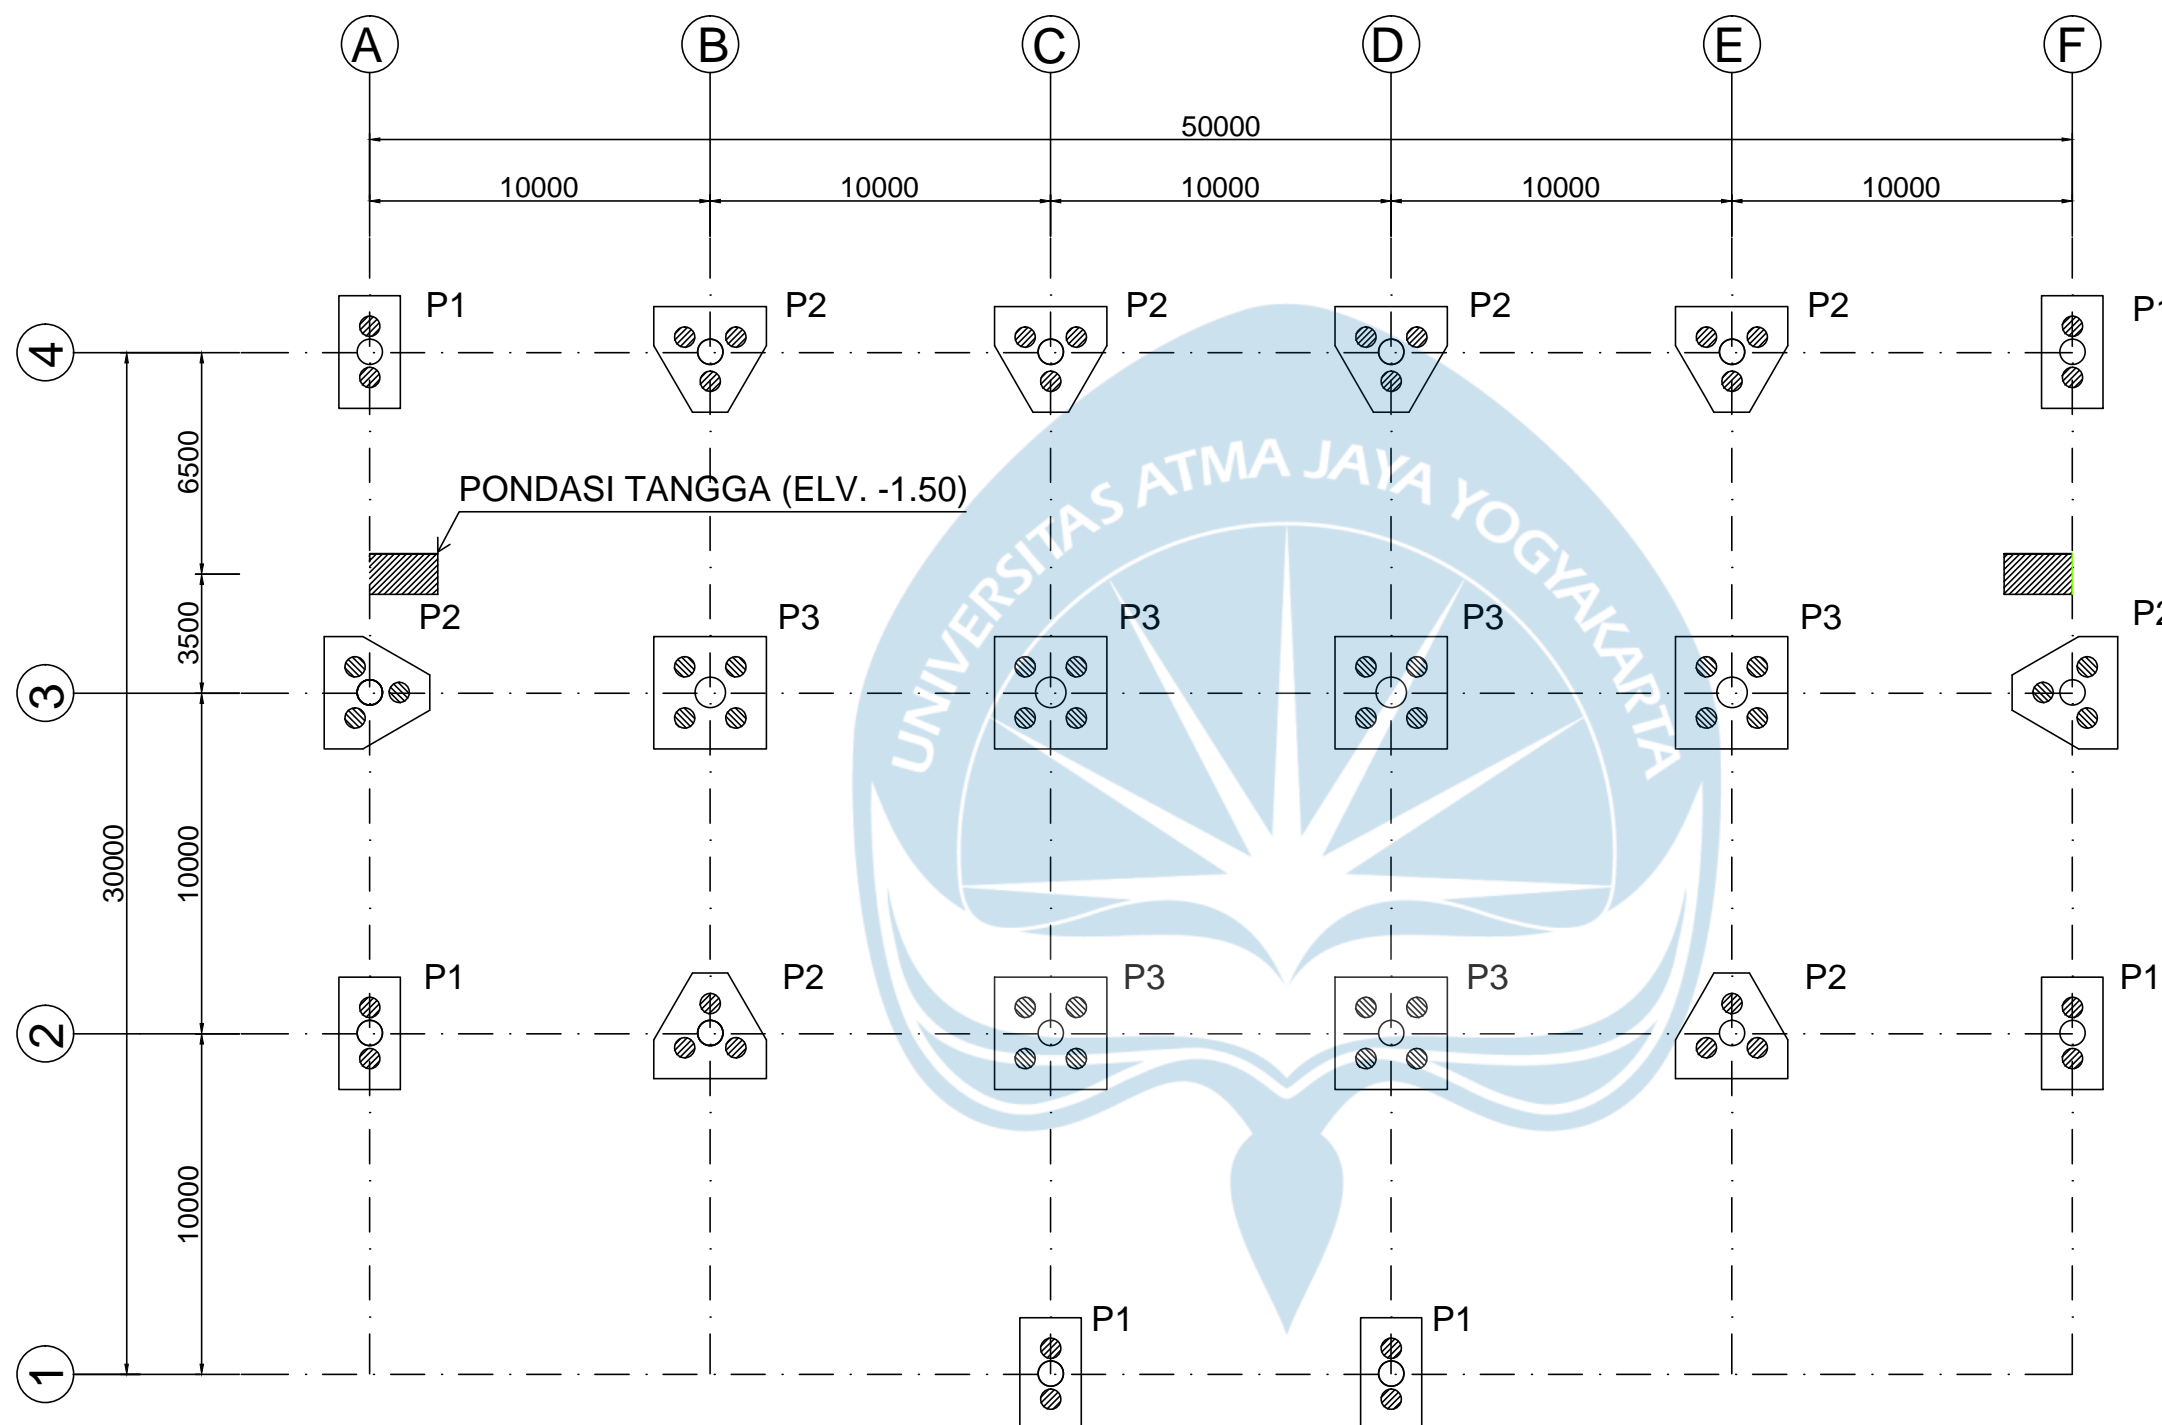 A B C D E F
50000
10000 10000 10000 10000 10000
P1 P2 P2 P2 P2 P1
4
6500
PONDASI TANGGA (ELV. -1.50)
UNIVERSITAS ATMA JAYA YOGYAKARTA
3500
P2 P3 P3 P3 P3 P2
3
30000
10000
P1 P2 P3 P3 P2 P1
2
10000
P1 P1
1